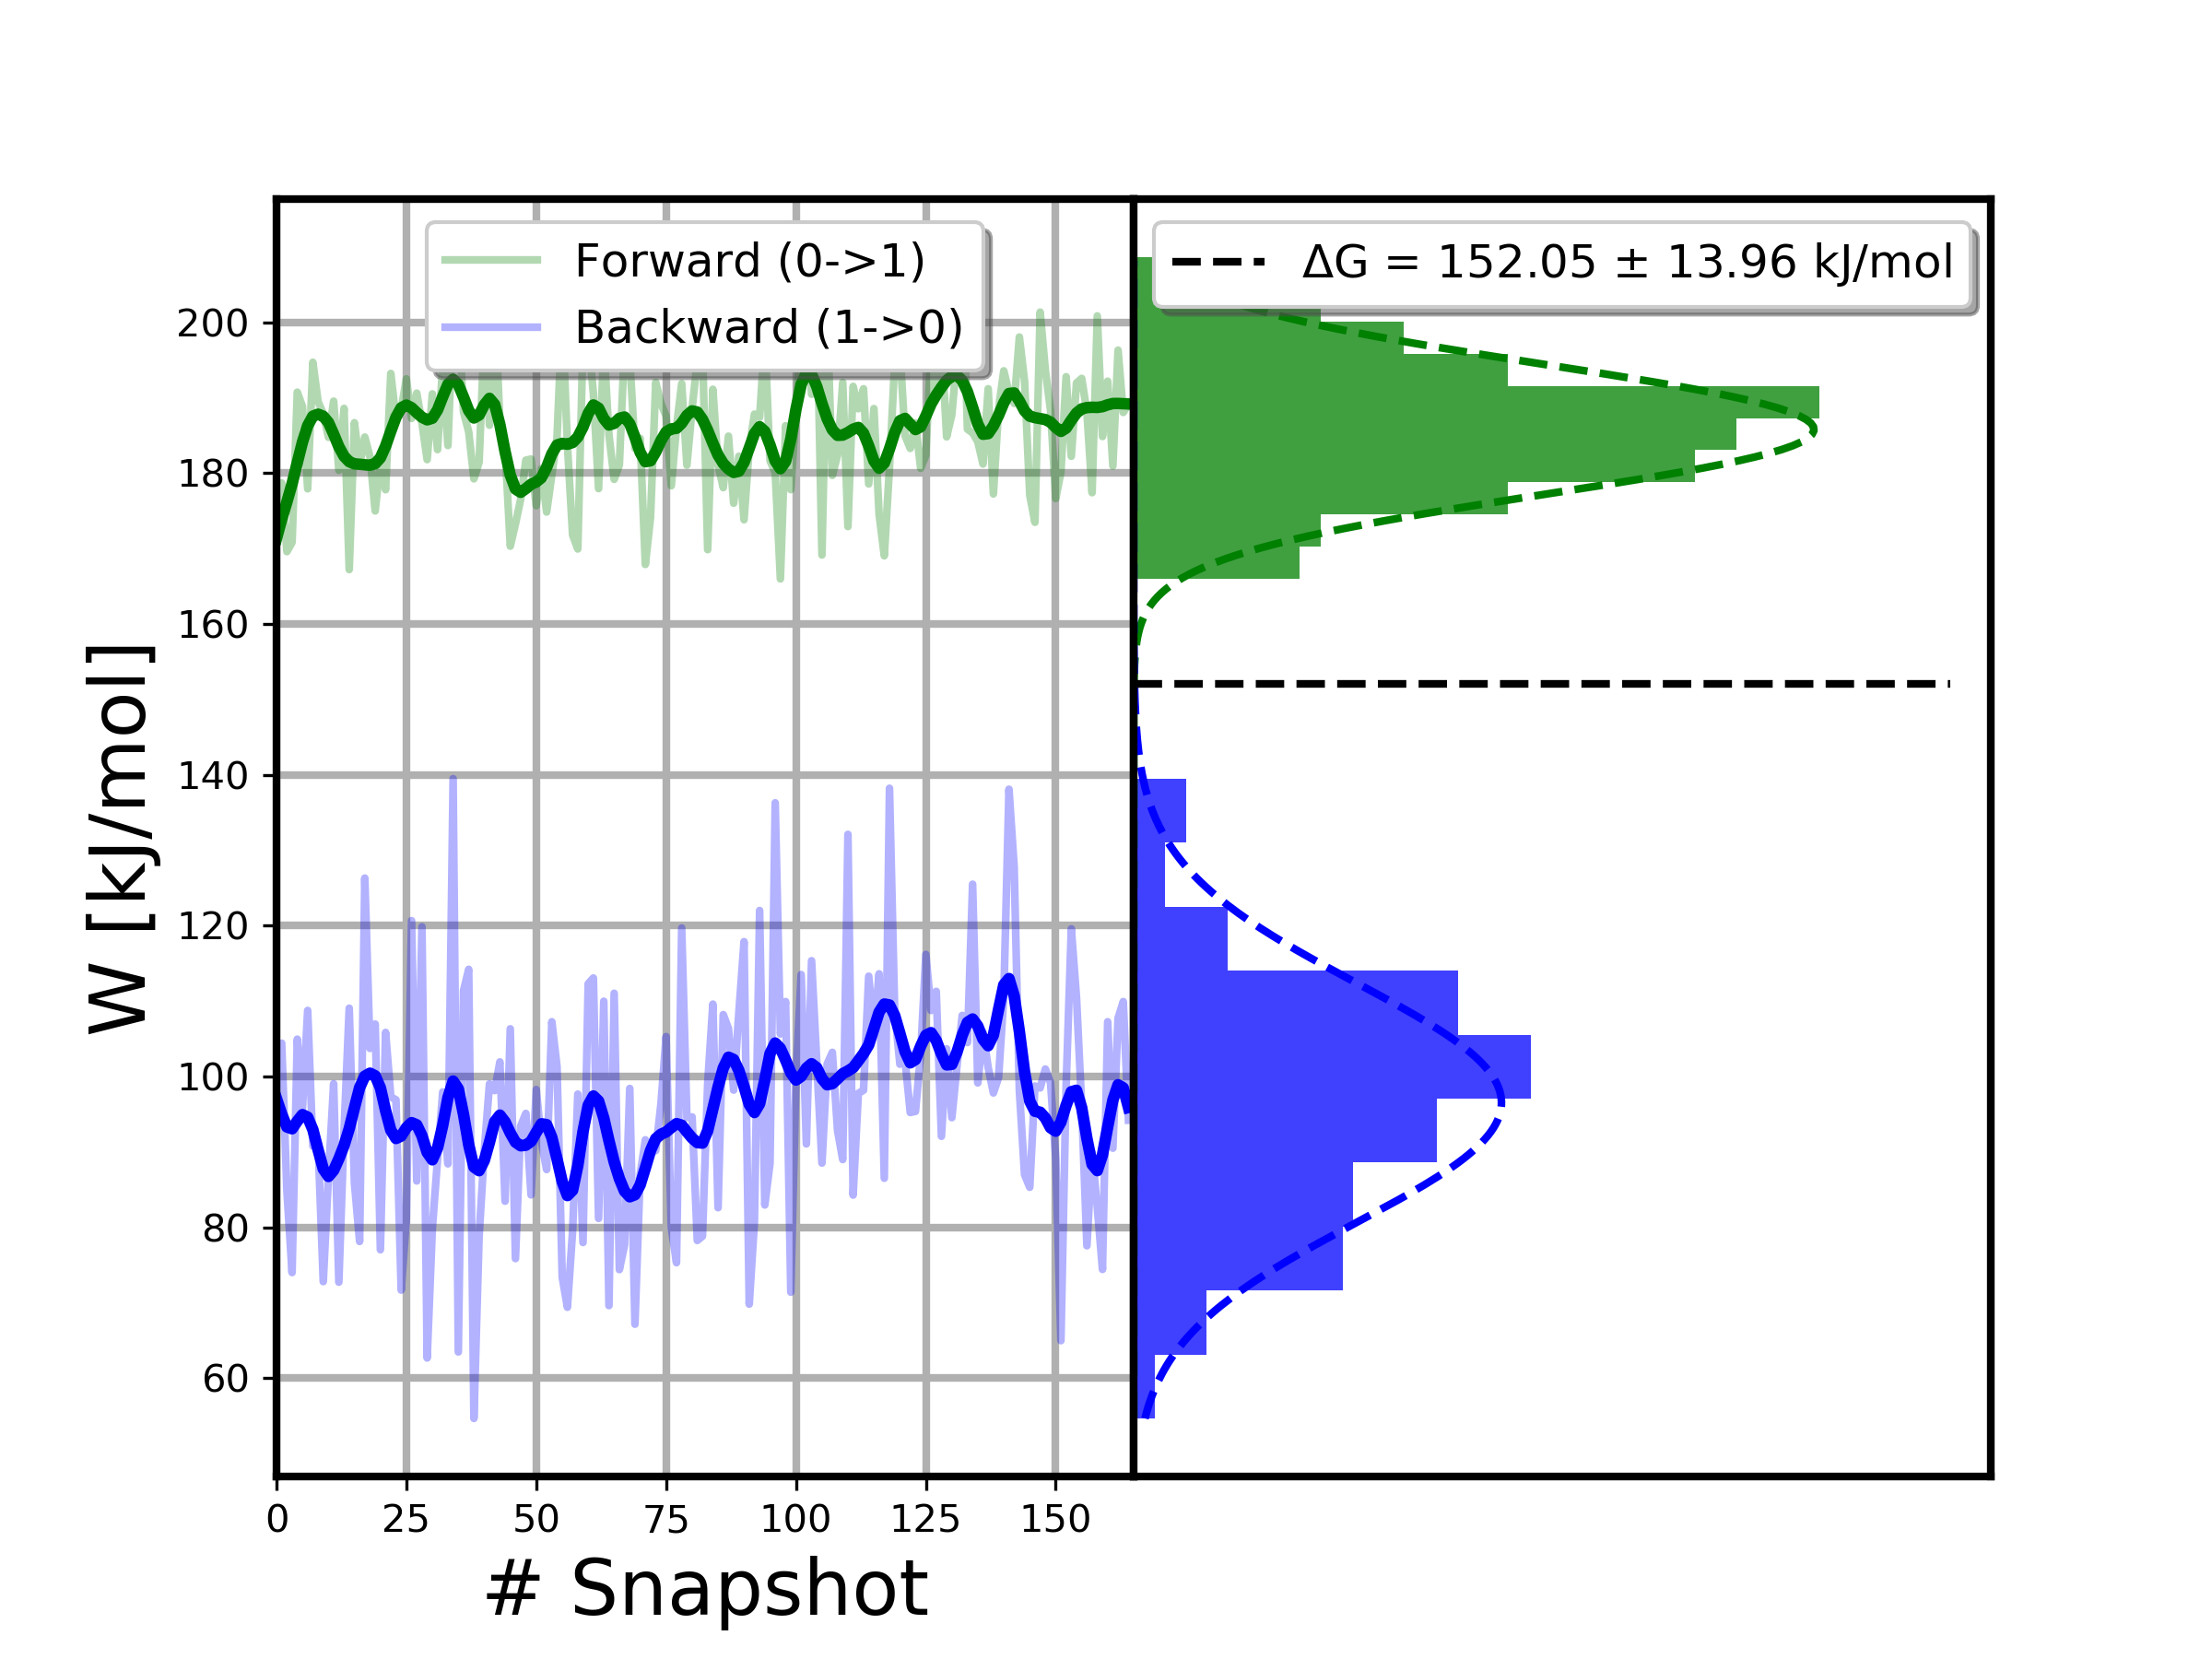 Forward (0->1)
Backward (1->0)
ΔG = 152.05 ± 13.96 kJ/mol
W [kJ/mol]
200
180
160
140
120
100
80
60
0 25 50 75 100 125 150
# Snapshot